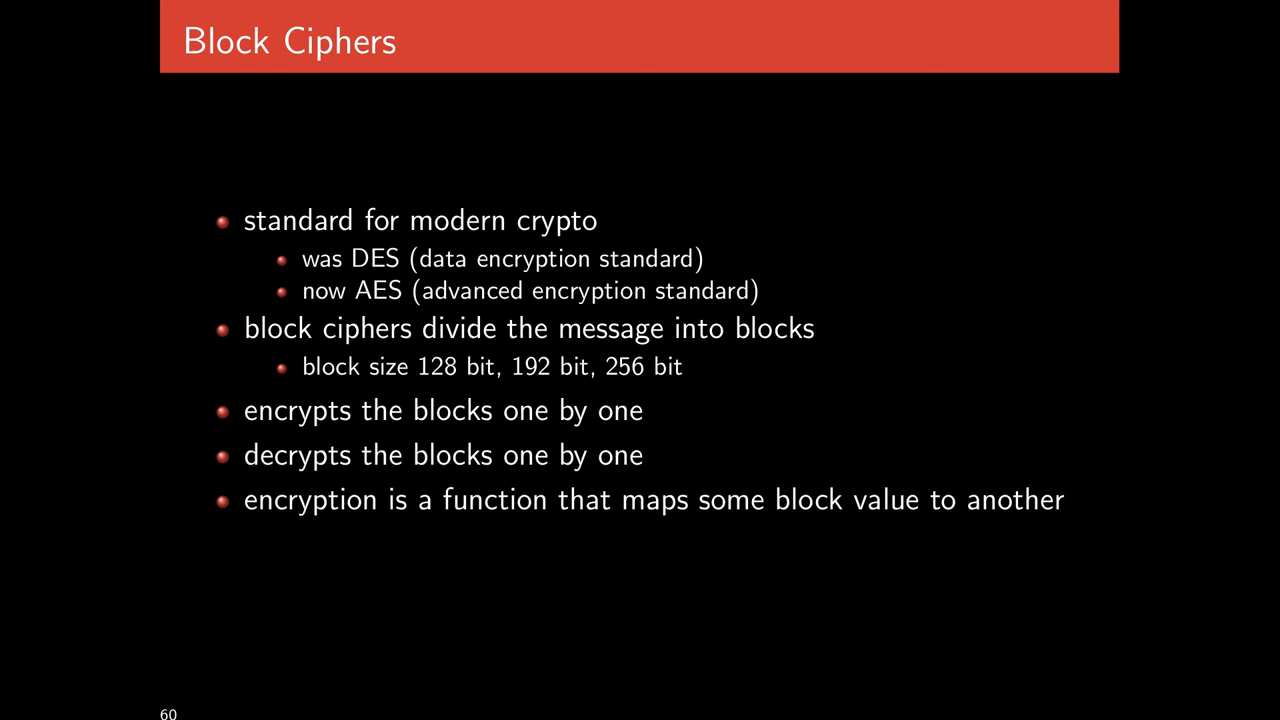 Block Ciphers
standard for modern crypto
was DES (data encryption standard)
now AES (advanced encryption standard)
block ciphers divide the message into blocks
block size 128 bit, 192 bit, 256 bit
encrypts the blocks one by one
decrypts the blocks one by one
encryption is a function that maps some block value to another
60